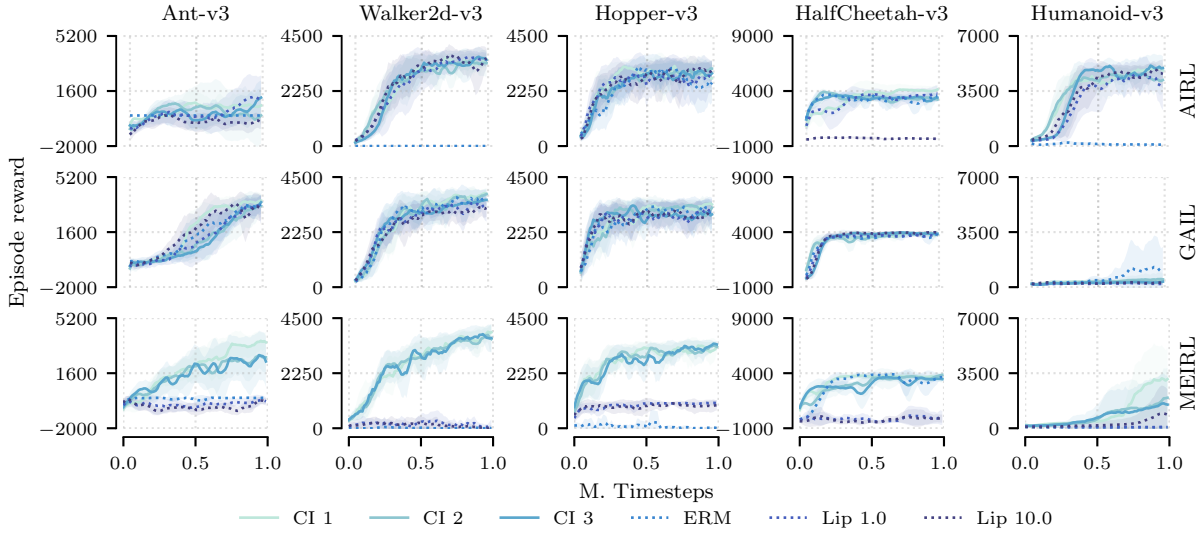 Ant-v3 Walker2d-v3 Hopper-v3 HalfCheetah-v3 Humanoid-v3
5200 4500 4500 9000 7000
1600 2250 2250 4000 3500
−2000 0 0 −1000 0
AIRL
5200 4500 4500 9000 7000
1600 2250 2250 4000 3500
−2000 0 0 −1000 0
GAIL
Episode reward
5200 4500 4500 9000 7000
1600 2250 2250 4000 3500
−2000 0 0 −1000 0
MEIRL
0.0 0.5 1.0 0.0 0.5 1.0 0.0 0.5 1.0 0.0 0.5 1.0 0.0 0.5 1.0
M. Timesteps
CI 1 CI 2 CI 3 ERM Lip 1.0 Lip 10.0